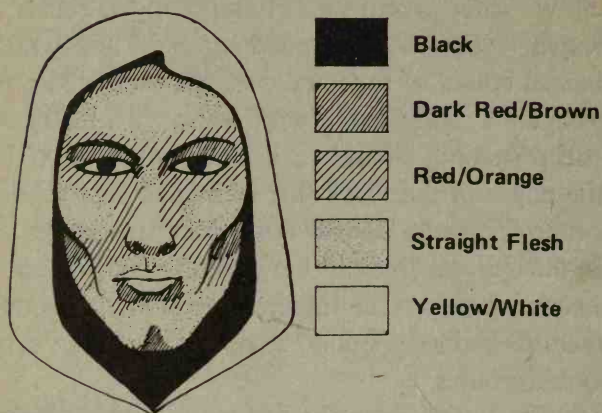 Black
Dark Red/Brown
Red/Orange
Straight Flesh
Yellow/White